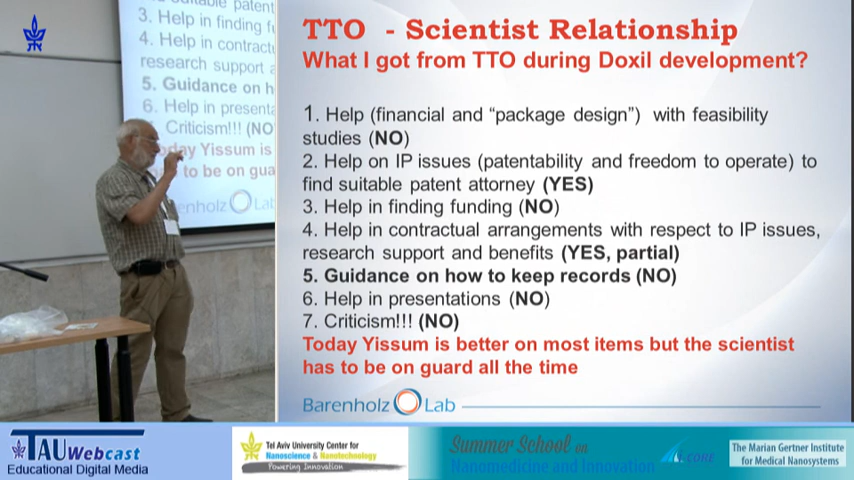 TTO - Scientist Relationship
What I got from TTO during Doxil development?
1. Help (financial and “package design”) with feasibility
studies (NO)
2. Help on IP issues (patentability and freedom to operate) to
find suitable patent attorney (YES)
3. Help in finding funding (NO)
4. Help in contractual arrangements with respect to IP issues,
research support and benefits (YES, partial)
5. Guidance on how to keep records (NO)
6. Help in presentations (NO)
7. Criticism!!! (NO)
Today Yissum is better on most items but the scientist
has to be on guard all the time
Barenholz Lab
patent
3. Help in finding f
4. Help in contract
research support a
5. Guidance on h
6. Help in present
Criticism!!! (NO
day Yissum is
to be on gua
enholz Lab
TAU Webcast
Educational Digital Media
Tel Aviv University Center for
Nanoscience & Nanotechnology
Powering Innovation
Summer School on
Nanomedicine and Innovation
i-core
The Marian Gertner Institute
for Medical Nanosystems